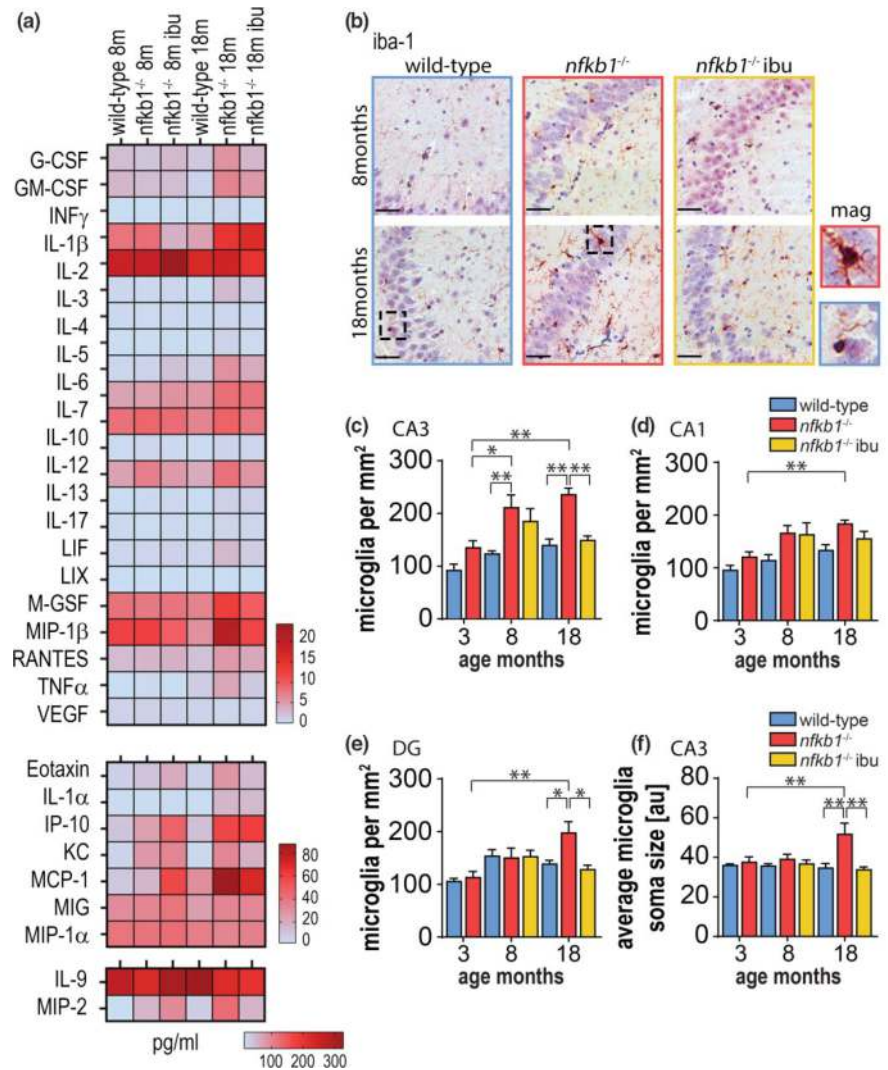 (a)
wild-type 8m
nfkb1-/- 8m
nfkb1-/- 8m ibu
wild-type 18m
nfkb1-/- 18m
nfkb1-/- 18m ibu
G-CSF
GM-CSF
INFγ
IL-1β
IL-2
IL-3
IL-4
IL-5
IL-6
IL-7
IL-10
IL-12
IL-13
IL-17
LIF
LIX
M-GSF
MIP-1β
RANTES
TNFα
VEGF
20
15
10
5
0
Eotaxin
IL-1α
IP-10
KC
MCP-1
MIG
MIP-1α
80
60
40
20
0
IL-9
MIP-2
pg/ml
100 200 300
(b)
iba-1
wild-type
nfkb1-/-
nfkb1-/- ibu
8months
18months
mag
(c) CA3
microglia per mm²
300
200
100
0
* ** ** ** **
3 8 18
age months
wild-type
nfkb1-/-
nfkb1-/- ibu
(d) CA1
microglia per mm²
300
200
100
0
**
3 8 18
age months
(e) DG
microglia per mm²
300
200
100
0
** * *
3 8 18
age months
wild-type
nfkb1-/-
nfkb1-/- ibu
(f) CA3
average microglia
soma size [au]
80
60
40
20
0
** ** **
3 8 18
age months